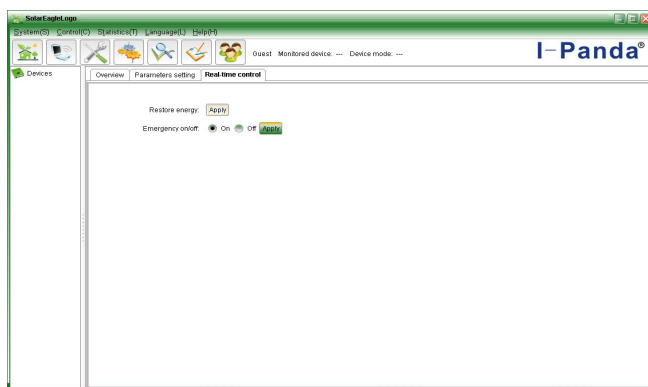 SolarEagleLogo
System(S) Control(C) Statistics(T) Language(L) Help(H)
Guest Monitored device: --- Device mode: ---
I-Panda®
Devices
Overview Parameters setting Real-time control
Restore energy: Apply
Emergency on/off: On Off Apply